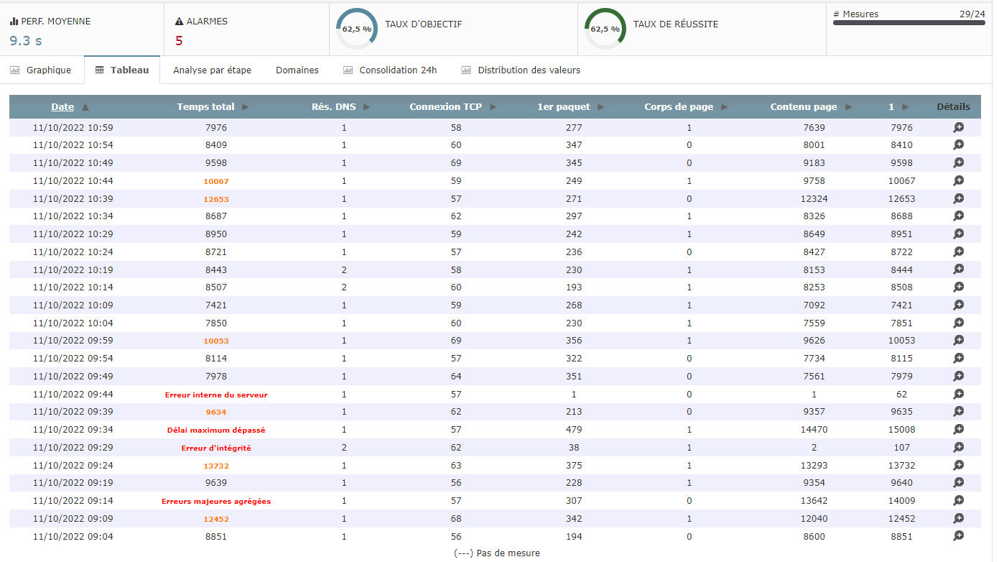 PERF. MOYENNE
9.3 s
ALARMES
5
62,5 %
TAUX D'OBJECTIF
62,5 %
TAUX DE RÉUSSITE
# Mesures 29/24
Graphique Tableau Analyse par étape Domaines Consolidation 24h Distribution des valeurs
Date Temps total Rés. DNS Connexion TCP 1er paquet Corps de page Contenu page 1 Détails
11/10/2022 10:59 7976 1 58 277 1 7639 7976
11/10/2022 10:54 8409 1 60 347 0 8001 8410
11/10/2022 10:49 9598 1 69 345 0 9183 9598
11/10/2022 10:44 10067 1 59 249 1 9758 10067
11/10/2022 10:39 12653 1 57 271 0 12324 12653
11/10/2022 10:34 8687 1 62 297 1 8326 8688
11/10/2022 10:29 8950 1 59 242 1 8649 8951
11/10/2022 10:24 8721 1 57 236 0 8427 8722
11/10/2022 10:19 8443 2 58 230 1 8153 8444
11/10/2022 10:14 8507 2 60 193 1 8253 8508
11/10/2022 10:09 7421 1 59 268 1 7092 7421
11/10/2022 10:04 7850 1 60 230 1 7559 7851
11/10/2022 09:59 10053 1 69 356 1 9626 10053
11/10/2022 09:54 8114 1 57 322 0 7734 8115
11/10/2022 09:49 7978 1 64 351 0 7561 7979
11/10/2022 09:44 Erreur interne du serveur 1 57 1 0 1 62
11/10/2022 09:39 9634 1 62 213 0 9357 9635
11/10/2022 09:34 Délai maximum dépassé 1 57 479 1 14470 15008
11/10/2022 09:29 Erreur d'intégrité 2 62 38 1 2 107
11/10/2022 09:24 13732 1 63 375 1 13293 13732
11/10/2022 09:19 9639 1 56 228 1 9354 9640
11/10/2022 09:14 Erreurs majeures agrégées 1 57 307 0 13642 14009
11/10/2022 09:09 12452 1 68 342 1 12040 12452
11/10/2022 09:04 8851 1 56 194 0 8600 8851
(---) Pas de mesure